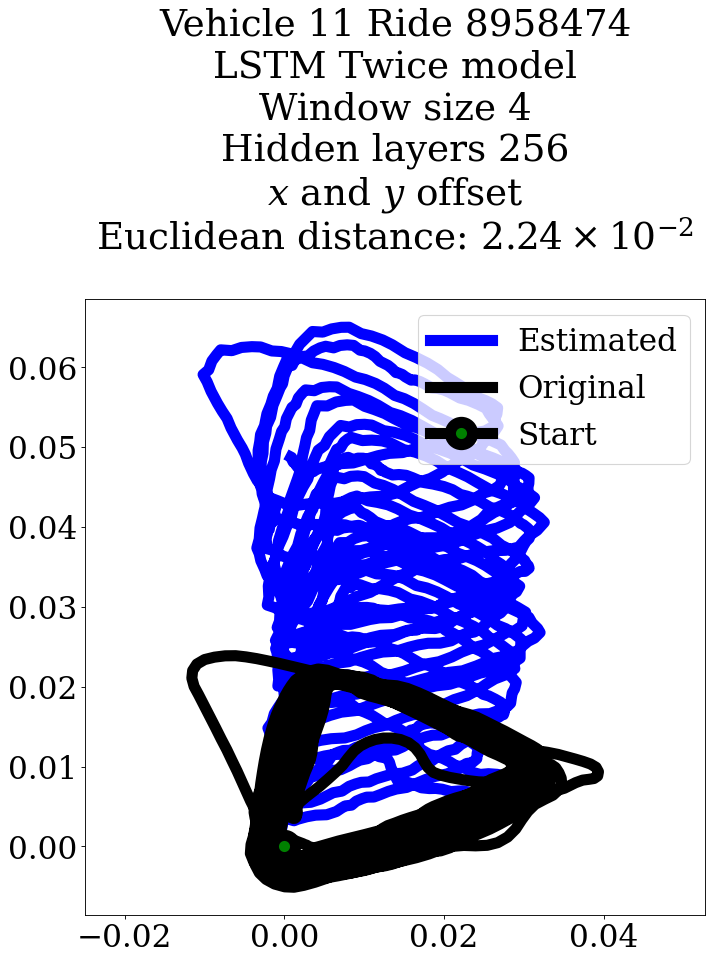 Vehicle 11 Ride 8958474
LSTM Twice model
Window size 4
Hidden layers 256
x and y offset
Euclidean distance: 2.24 × 10⁻²
Estimated
Original
Start
0.06
0.05
0.04
0.03
0.02
0.01
0.00
−0.02 0.00 0.02 0.04